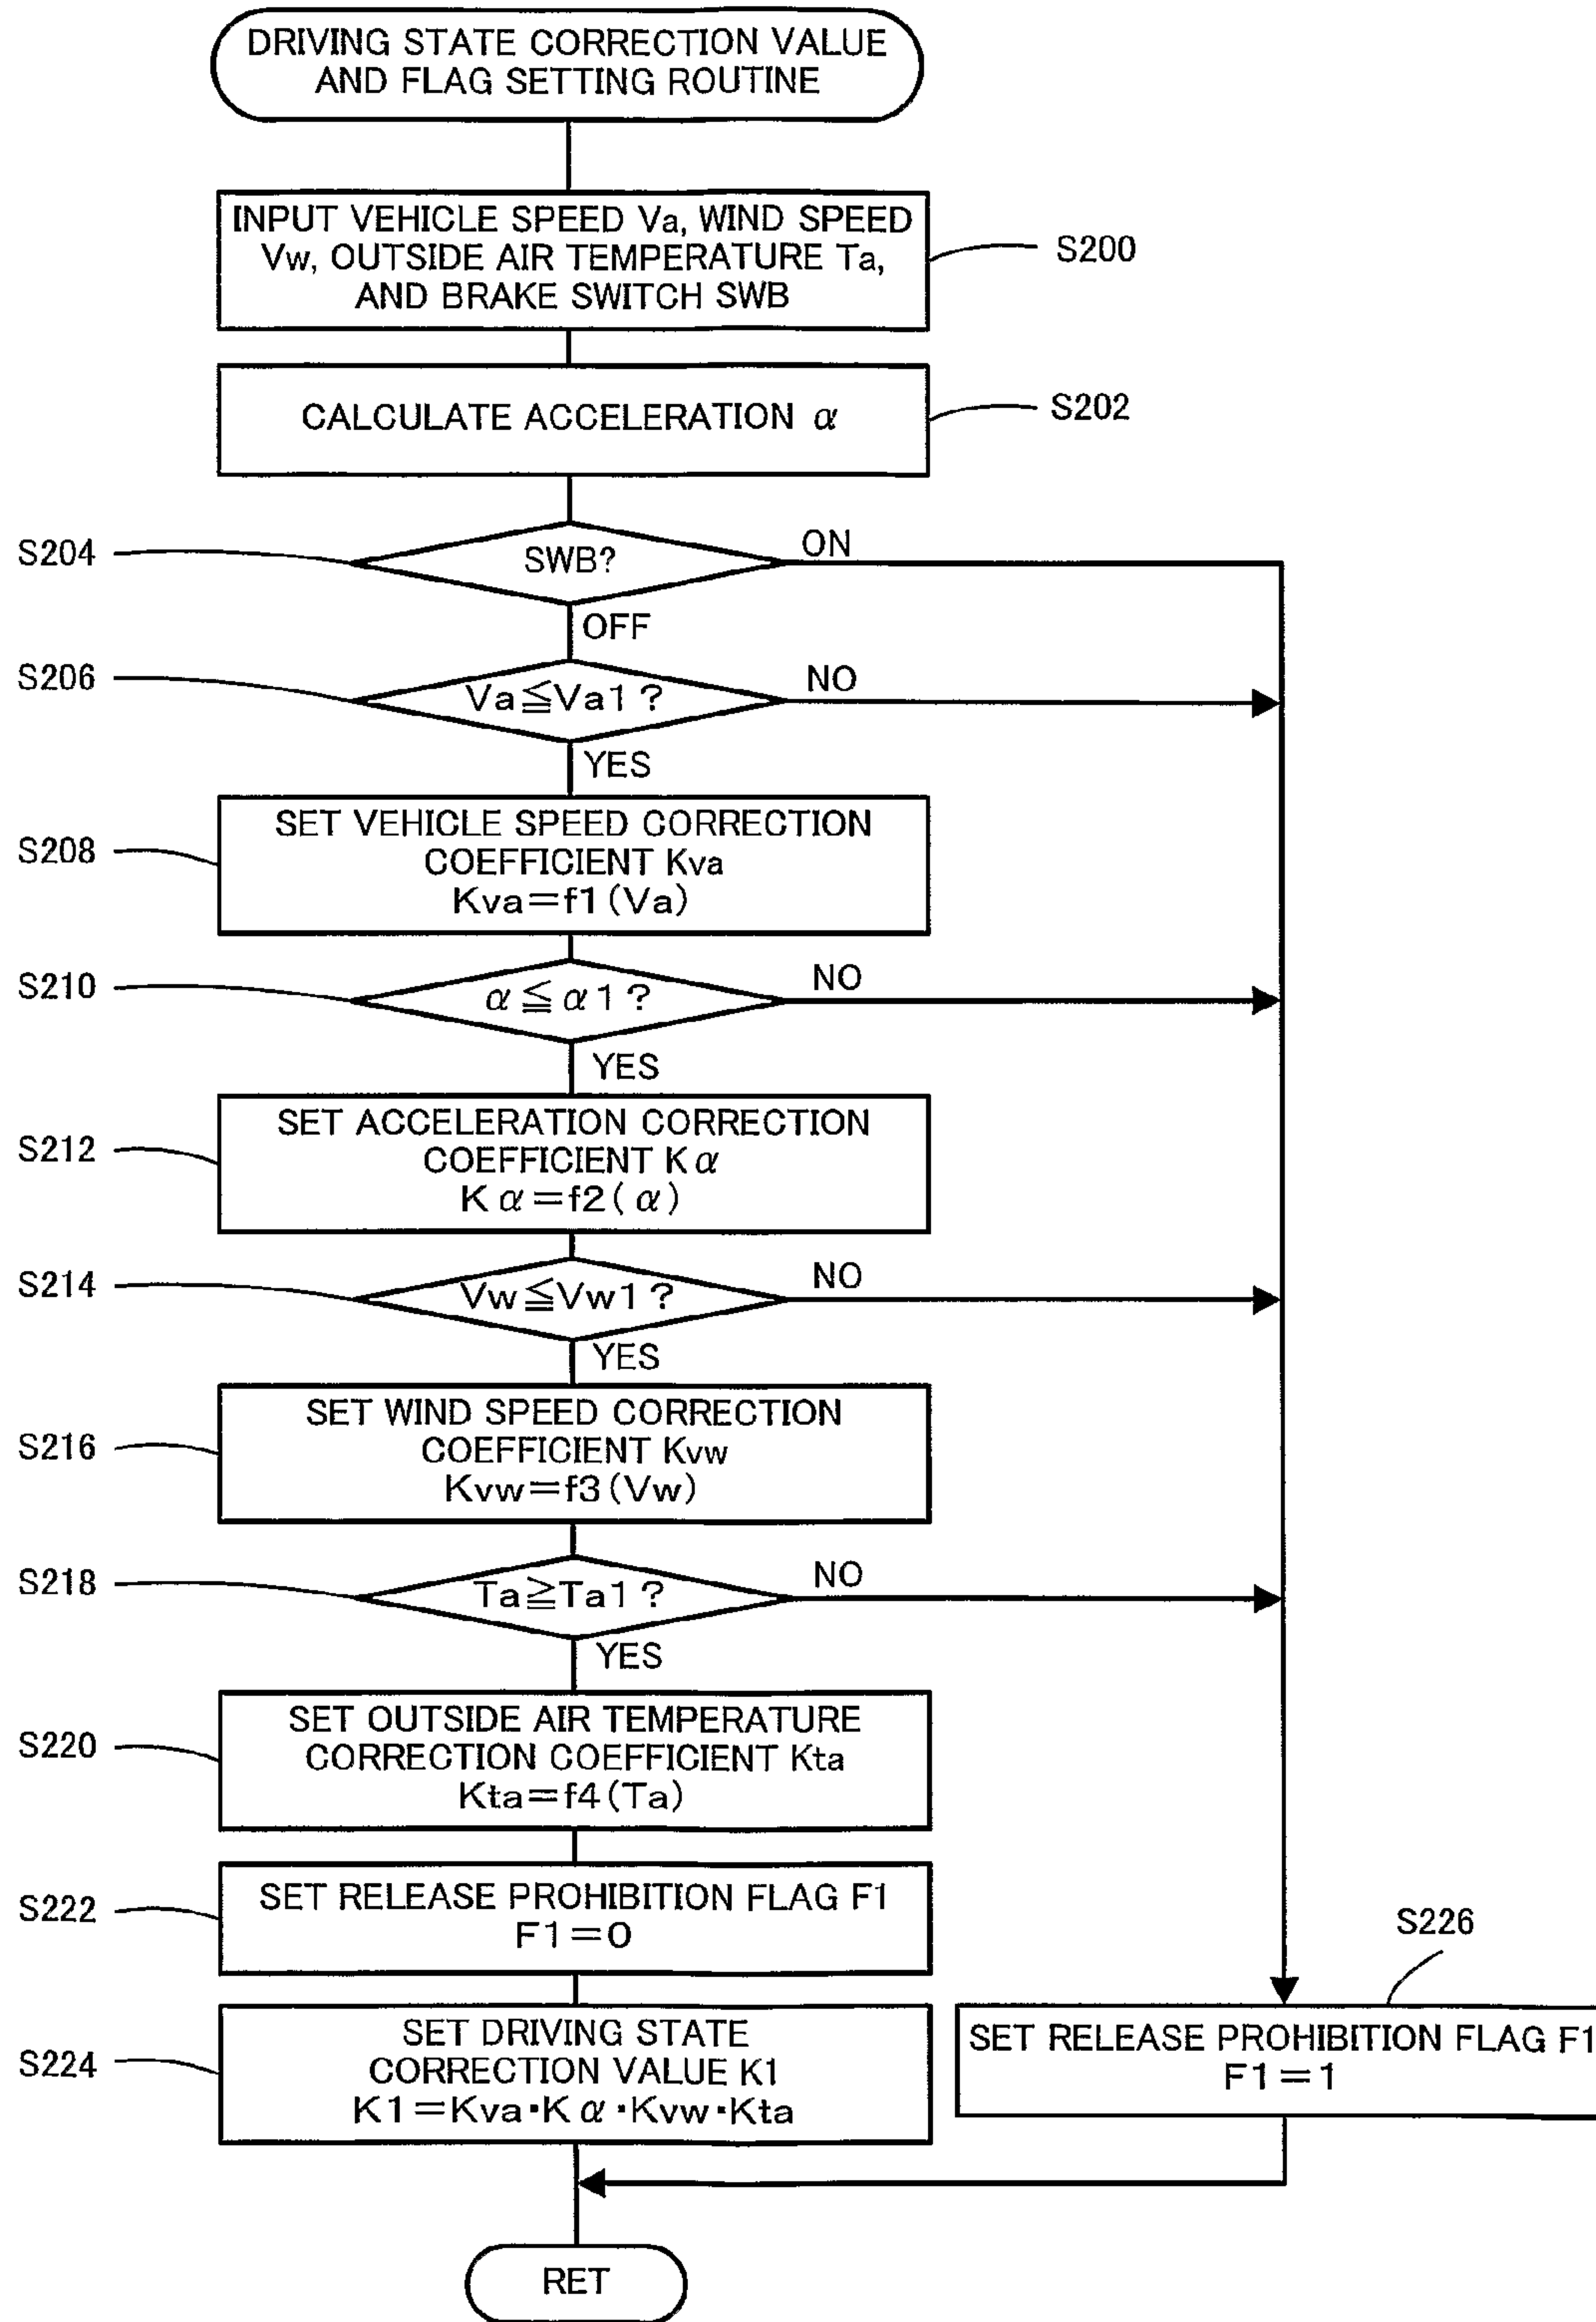 DRIVING STATE CORRECTION VALUE
AND FLAG SETTING ROUTINE
INPUT VEHICLE SPEED Va, WIND SPEED
Vw, OUTSIDE AIR TEMPERATURE Ta,
AND BRAKE SWITCH SWB
S200
CALCULATE ACCELERATION α
S202
S204
SWB?
ON
OFF
S206
Va≦Va1?
NO
YES
S208
SET VEHICLE SPEED CORRECTION
COEFFICIENT Kva
Kva=f1(Va)
S210
α≦α1?
NO
YES
S212
SET ACCELERATION CORRECTION
COEFFICIENT Kα
Kα=f2(α)
S214
Vw≦Vw1?
NO
YES
S216
SET WIND SPEED CORRECTION
COEFFICIENT Kvw
Kvw=f3(Vw)
S218
Ta≧Ta1?
NO
YES
S220
SET OUTSIDE AIR TEMPERATURE
CORRECTION COEFFICIENT Kta
Kta=f4(Ta)
S222
SET RELEASE PROHIBITION FLAG F1
F1=0
S224
SET DRIVING STATE
CORRECTION VALUE K1
K1=Kva・Kα・Kvw・Kta
S226
SET RELEASE PROHIBITION FLAG F1
F1=1
RET